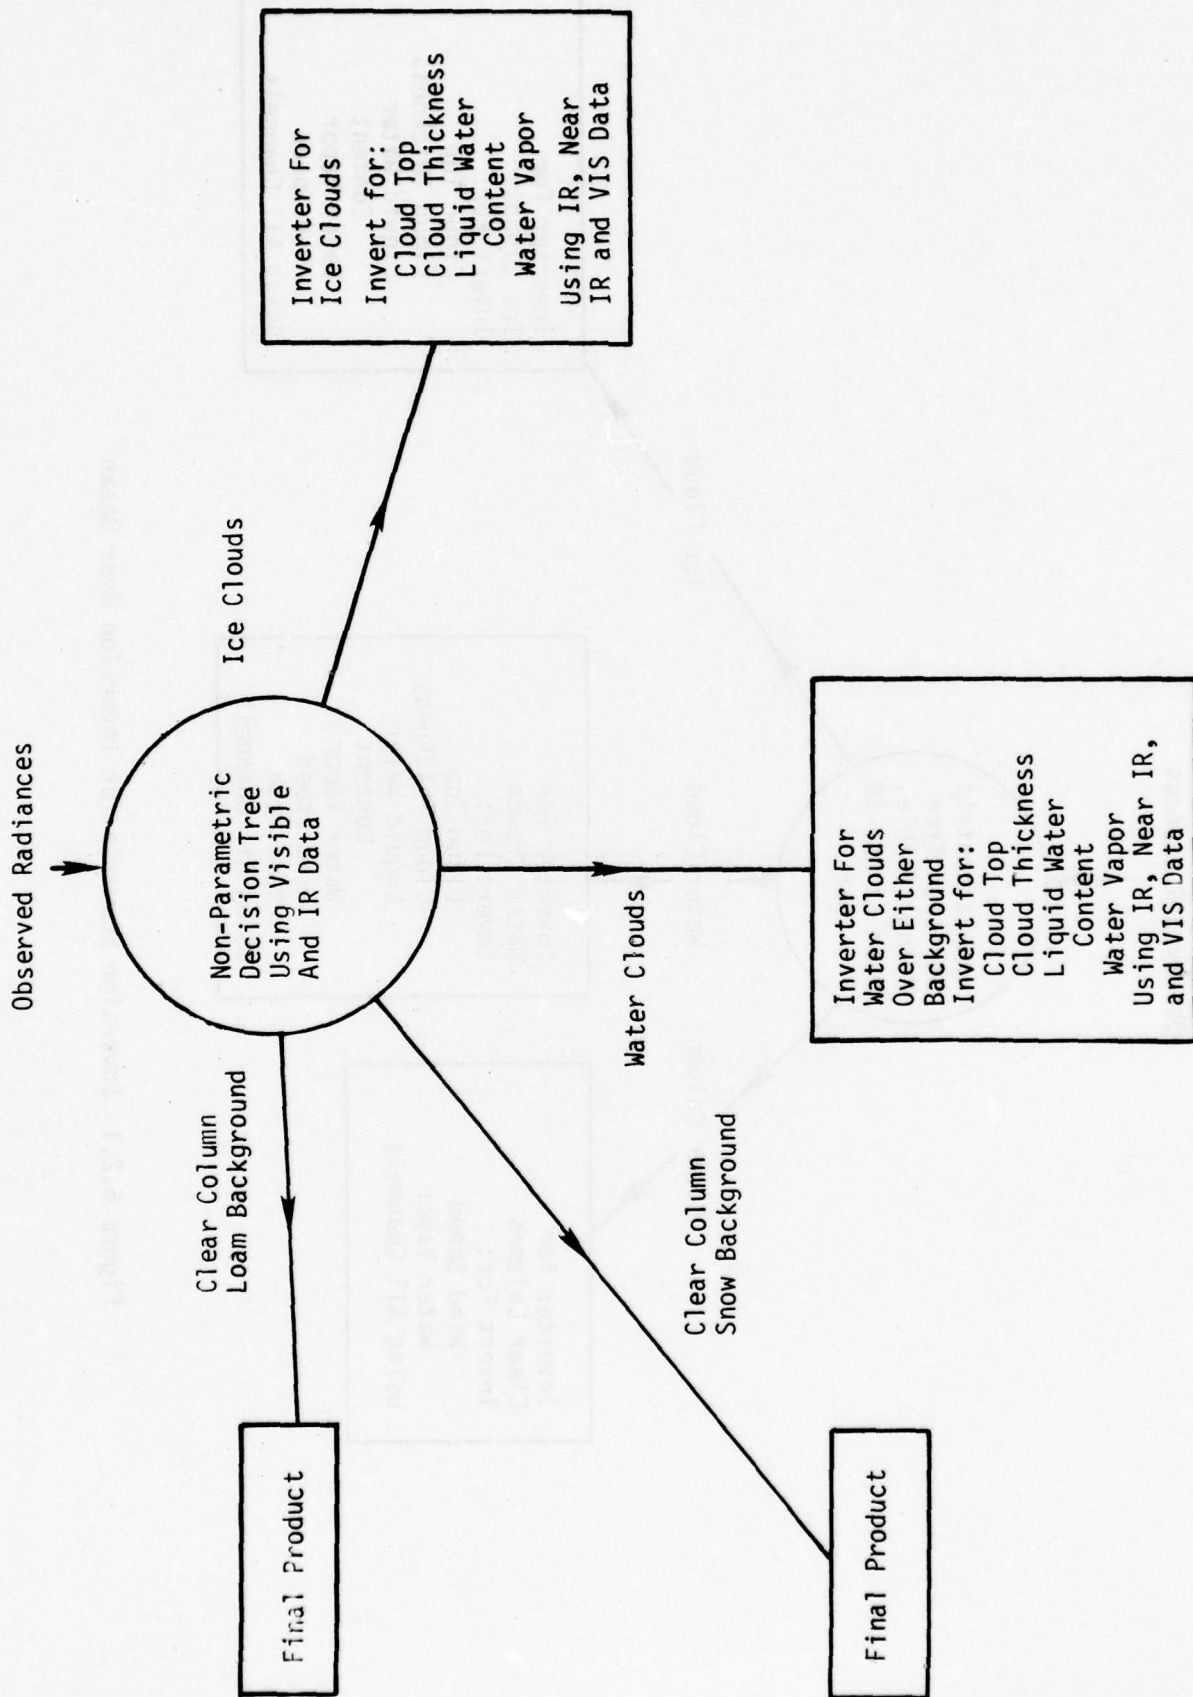 Observed Radiances
Non-Parametric
Decision Tree
Using Visible
And IR Data
Clear Column
Loam Background
Final Product
Clear Column
Snow Background
Final Product
Water Clouds
Inverter For
Water Clouds
Over Either
Background
Invert for:
Cloud Top
Cloud Thickness
Liquid Water
Content
Water Vapor
Using IR, Near IR,
and VIS Data
Ice Clouds
Inverter For
Ice Clouds
Invert for:
Cloud Top
Cloud Thickness
Liquid Water
Content
Water Vapor
Using IR, Near
IR and VIS Data